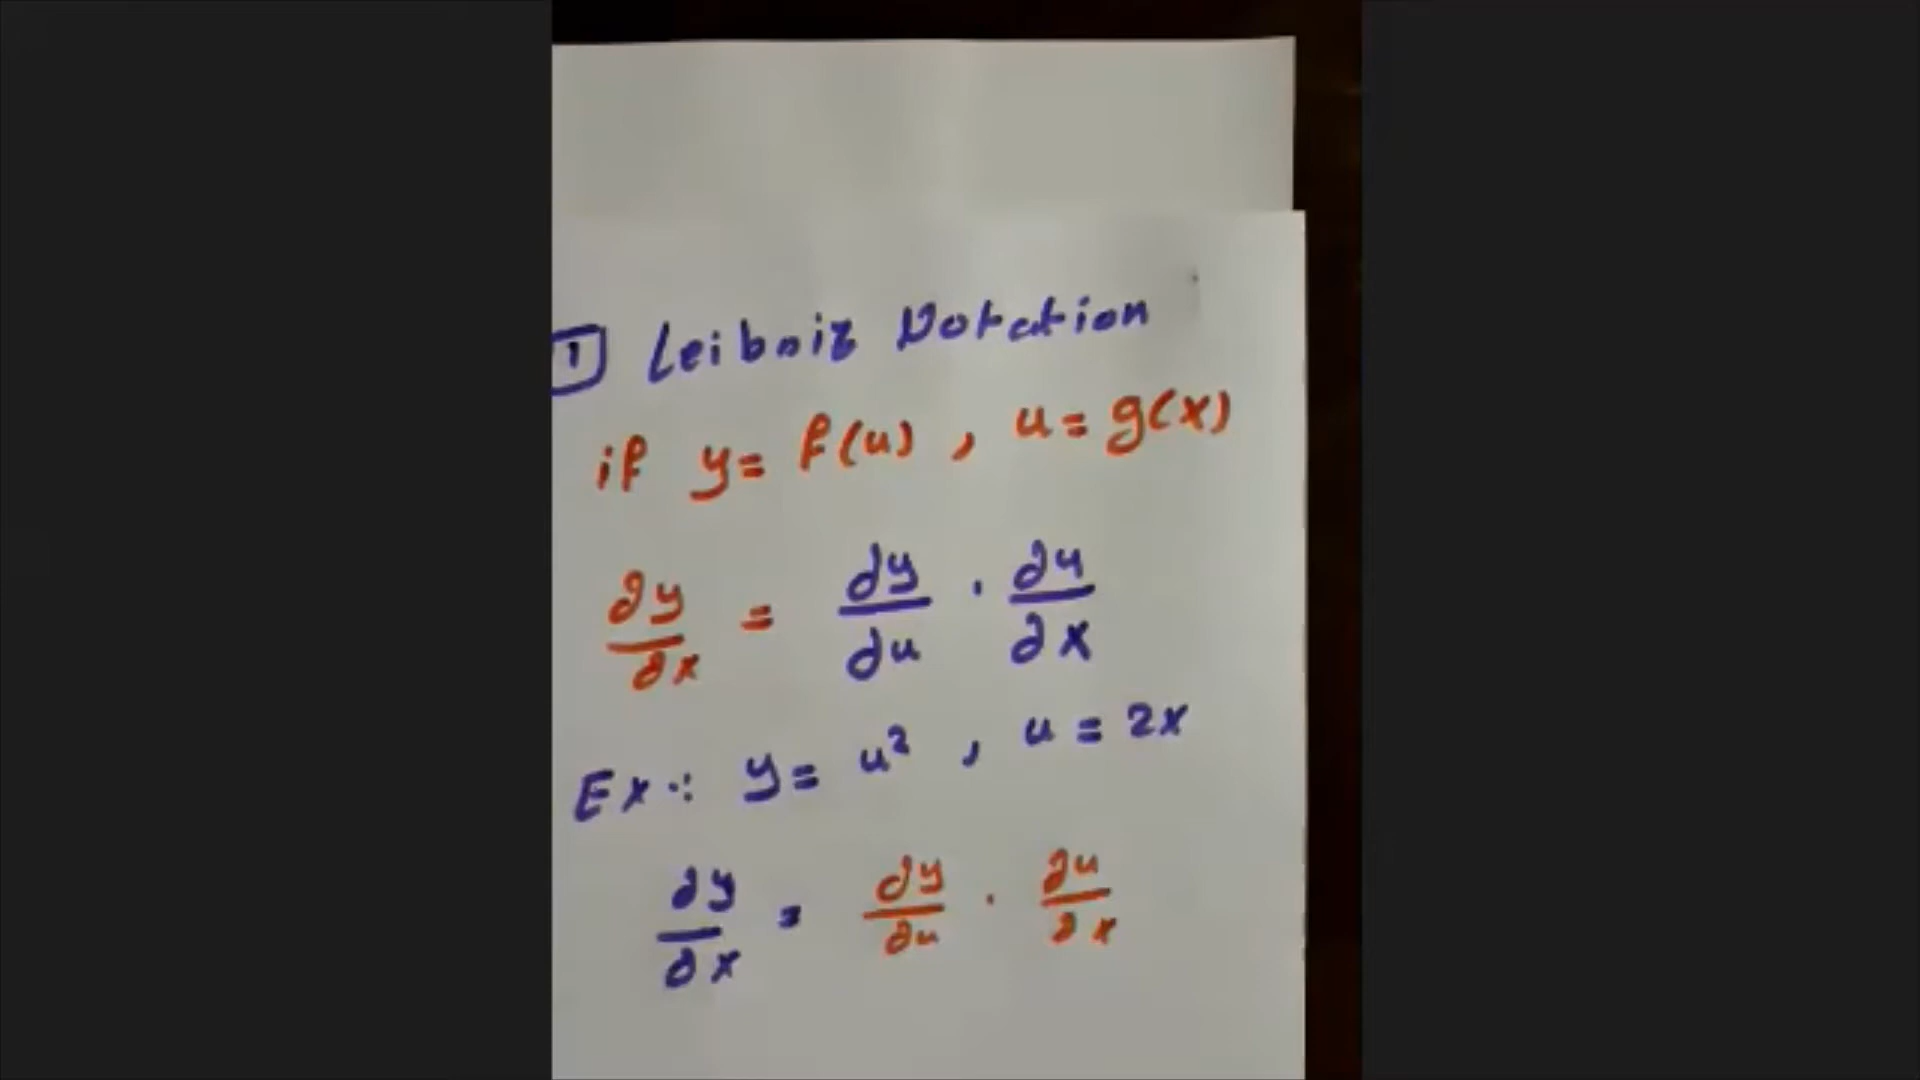 1 Leibniz Notation
if y = f(u) , u = g(x)
∂y/∂x = ∂y/∂u · ∂u/∂x
Ex:: y = u² , u = 2x
∂y/∂x = ∂y/∂u · ∂u/∂x